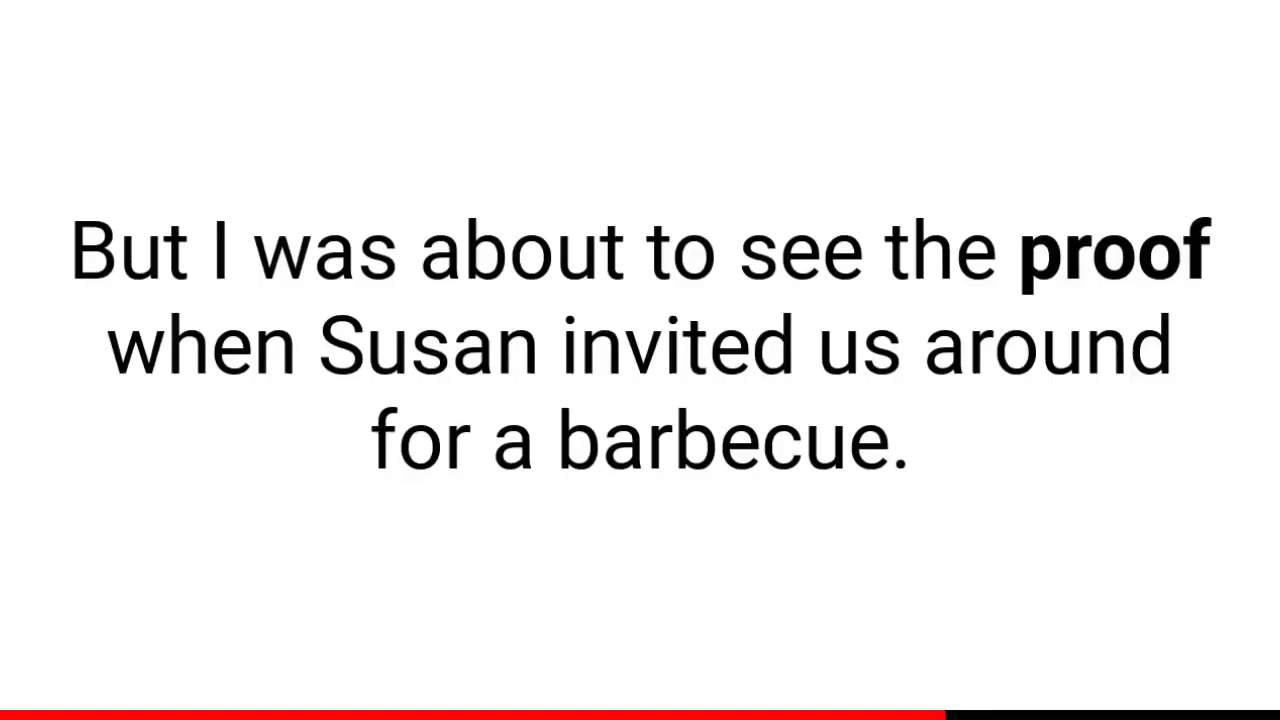 But I was about to see the proof
when Susan invited us around
for a barbecue.